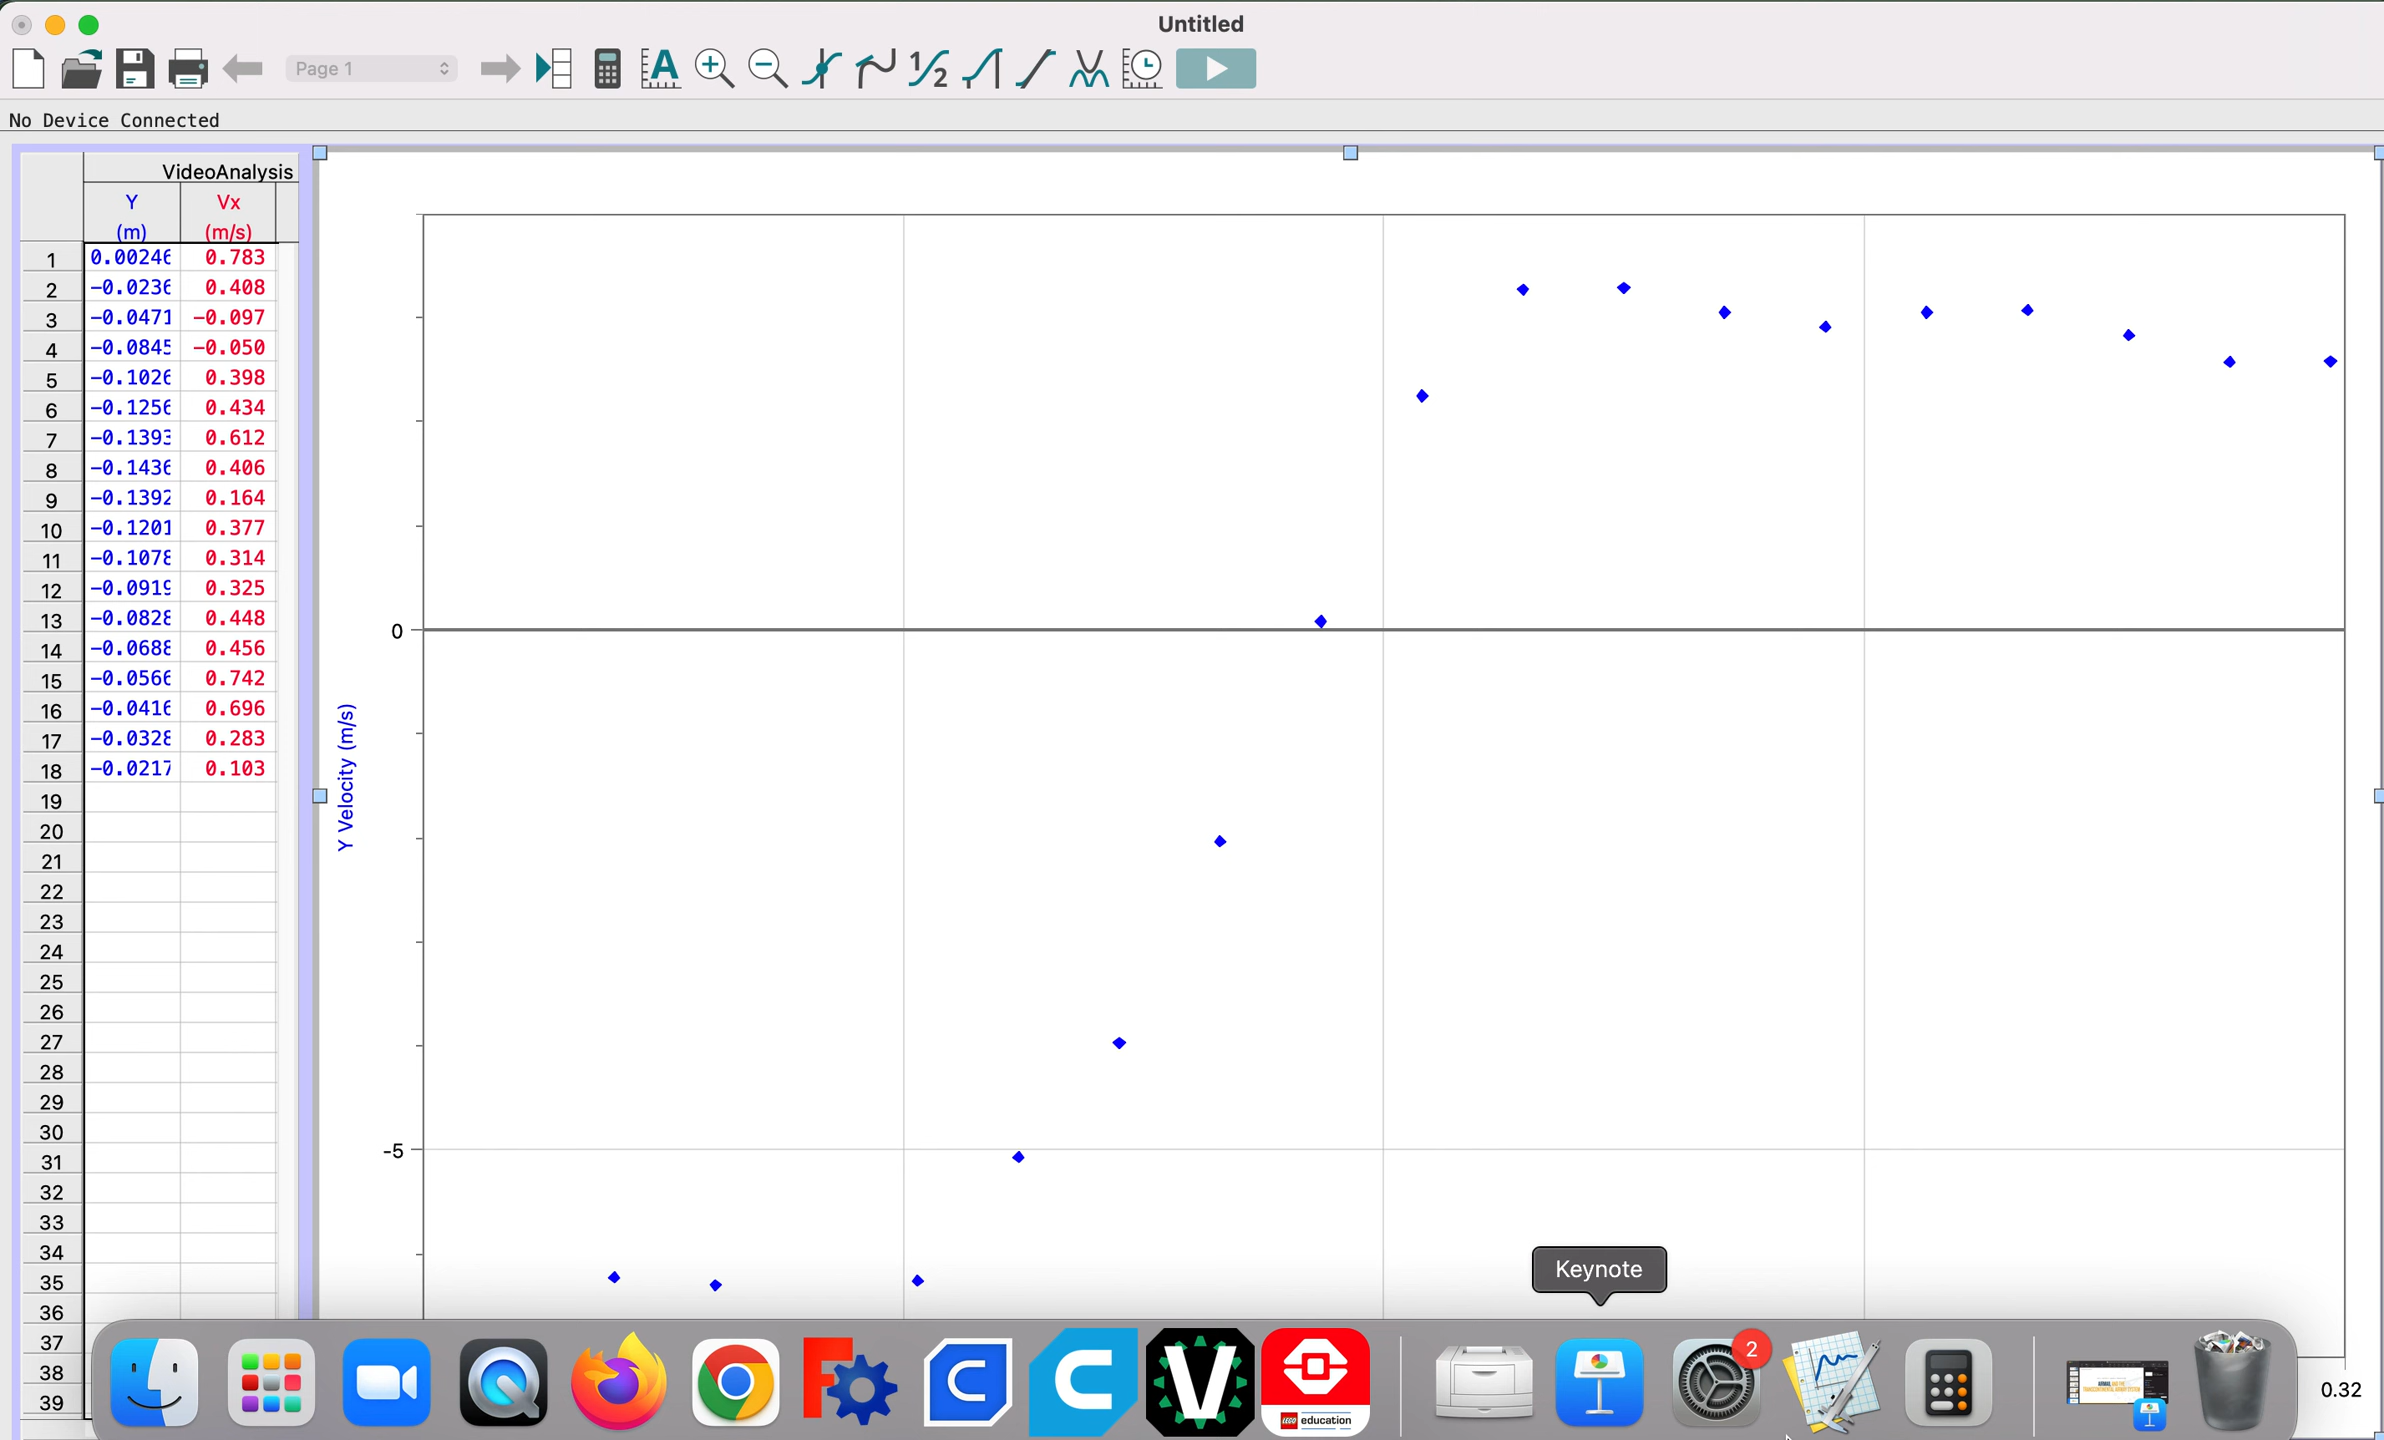 Untitled
Page 1
No Device Connected
VideoAnalysis
Y Vx
(m) (m/s)
1 0.00246 0.783
2 -0.0236 0.408
3 -0.0471 -0.097
4 -0.0845 -0.050
5 -0.1026 0.398
6 -0.1256 0.434
7 -0.1393 0.612
8 -0.1436 0.406
9 -0.1392 0.164
10 -0.1201 0.377
11 -0.1078 0.314
12 -0.0919 0.325
13 -0.0828 0.448
14 -0.0688 0.456
15 -0.0566 0.742
16 -0.0416 0.696
17 -0.0328 0.283
18 -0.0217 0.103
19
20
21
22
23
24
25
26
27
28
29
30
31
32
33
34
35
36
37
38
39
Y Velocity (m/s)
0
-5
0.32
Keynote
2
LEGO education